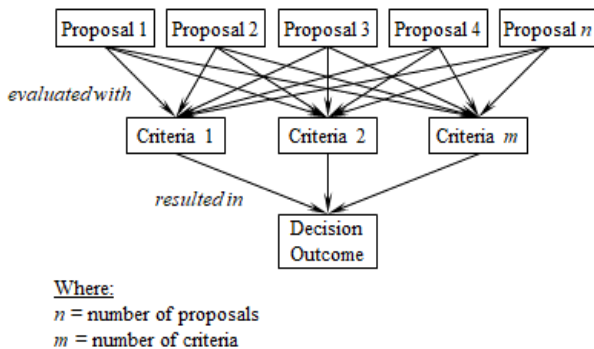 Proposal 1 Proposal 2 Proposal 3 Proposal 4 Proposal n
evaluated with
Criteria 1 Criteria 2 Criteria m
resulted in
Decision
Outcome
Where:
n = number of proposals
m = number of criteria